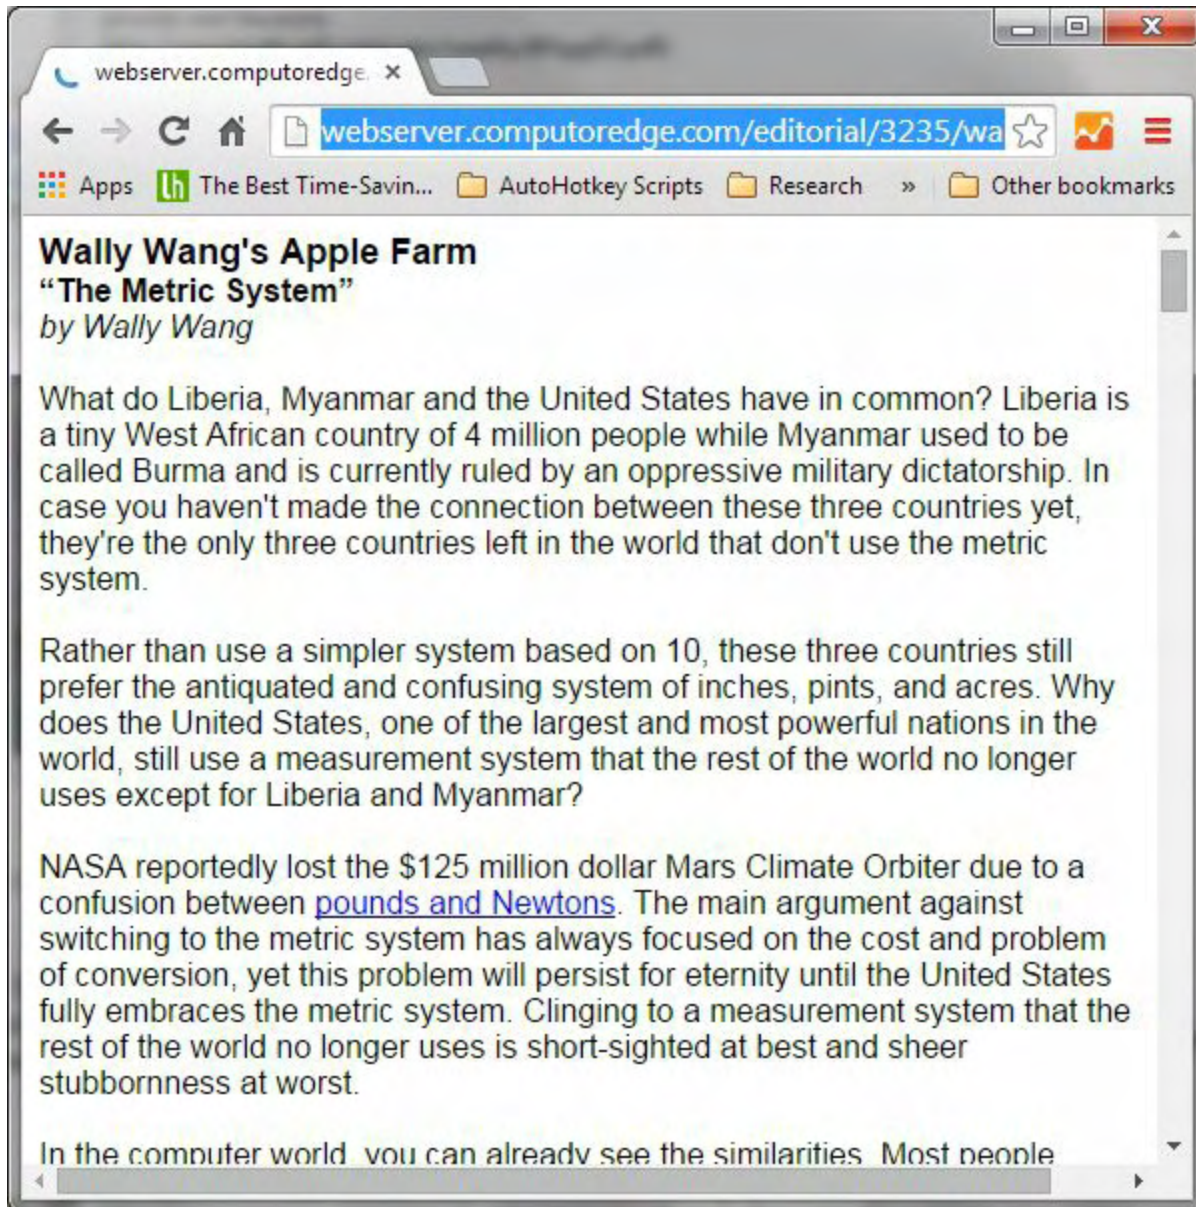 webserver.computoredge.
webserver.computoredge.com/editorial/3235/wa
Apps The Best Time-Savin... AutoHotkey Scripts Research » Other bookmarks
Wally Wang's Apple Farm
“The Metric System”
by Wally Wang
What do Liberia, Myanmar and the United States have in common? Liberia is
a tiny West African country of 4 million people while Myanmar used to be
called Burma and is currently ruled by an oppressive military dictatorship. In
case you haven't made the connection between these three countries yet,
they're the only three countries left in the world that don't use the metric
system.
Rather than use a simpler system based on 10, these three countries still
prefer the antiquated and confusing system of inches, pints, and acres. Why
does the United States, one of the largest and most powerful nations in the
world, still use a measurement system that the rest of the world no longer
uses except for Liberia and Myanmar?
NASA reportedly lost the $125 million dollar Mars Climate Orbiter due to a
confusion between pounds and Newtons. The main argument against
switching to the metric system has always focused on the cost and problem
of conversion, yet this problem will persist for eternity until the United States
fully embraces the metric system. Clinging to a measurement system that the
rest of the world no longer uses is short-sighted at best and sheer
stubbornness at worst.
In the computer world, you can already see the similarities. Most people